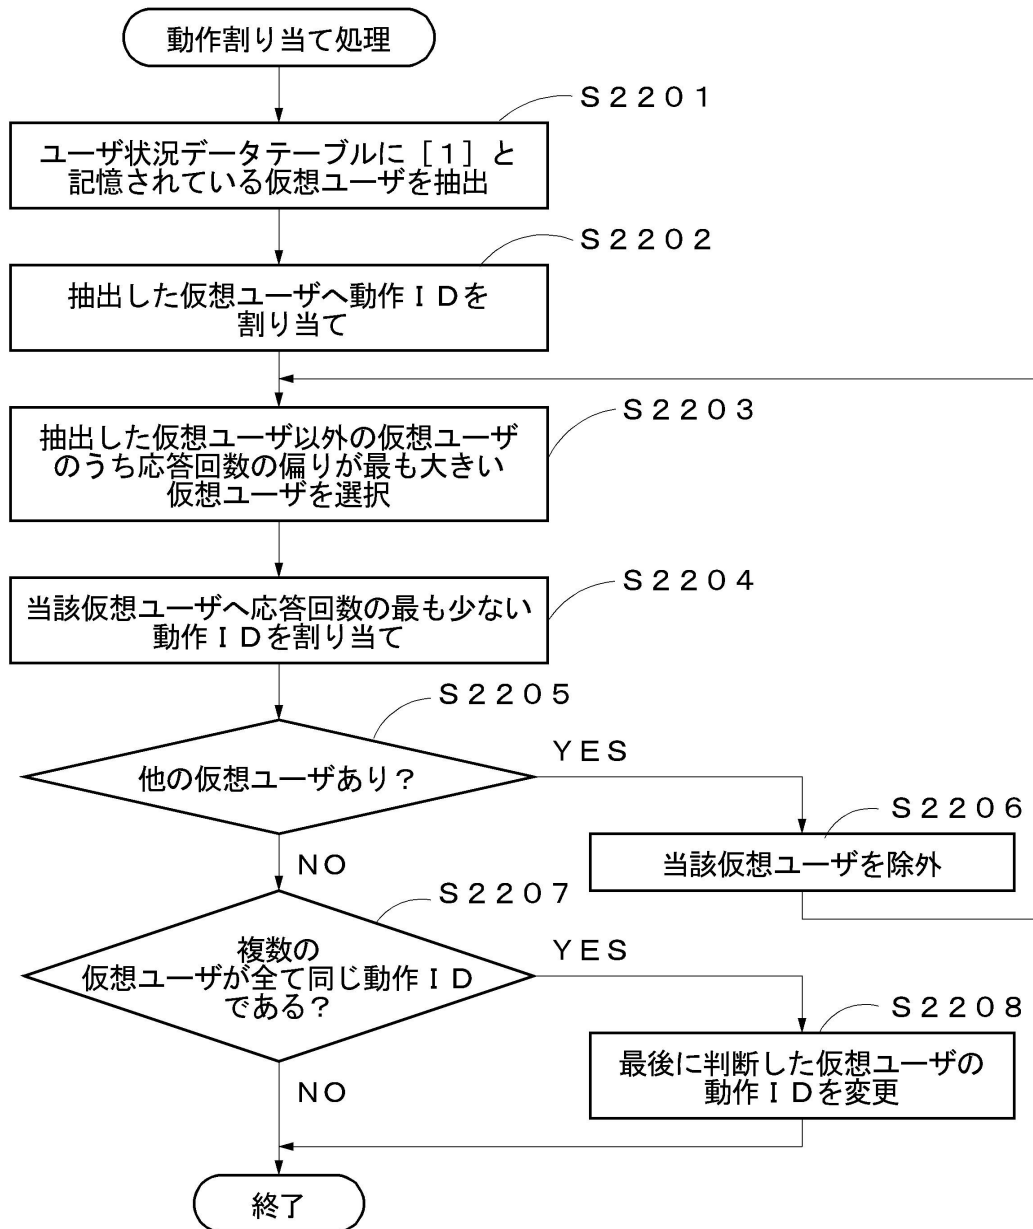 動作割り当て処理
S2201
ユーザ状況データテーブルに［1］と
記憶されている仮想ユーザを抽出
S2202
抽出した仮想ユーザへ動作IDを
割り当て
S2203
抽出した仮想ユーザ以外の仮想ユーザ
のうち応答回数の偏りが最も大きい
仮想ユーザを選択
S2204
当該仮想ユーザへ応答回数の最も少ない
動作IDを割り当て
S2205
他の仮想ユーザあり？
YES
S2206
当該仮想ユーザを除外
NO
S2207
複数の
仮想ユーザが全て同じ動作ID
である？
YES
S2208
最後に判断した仮想ユーザの
動作IDを変更
NO
終了